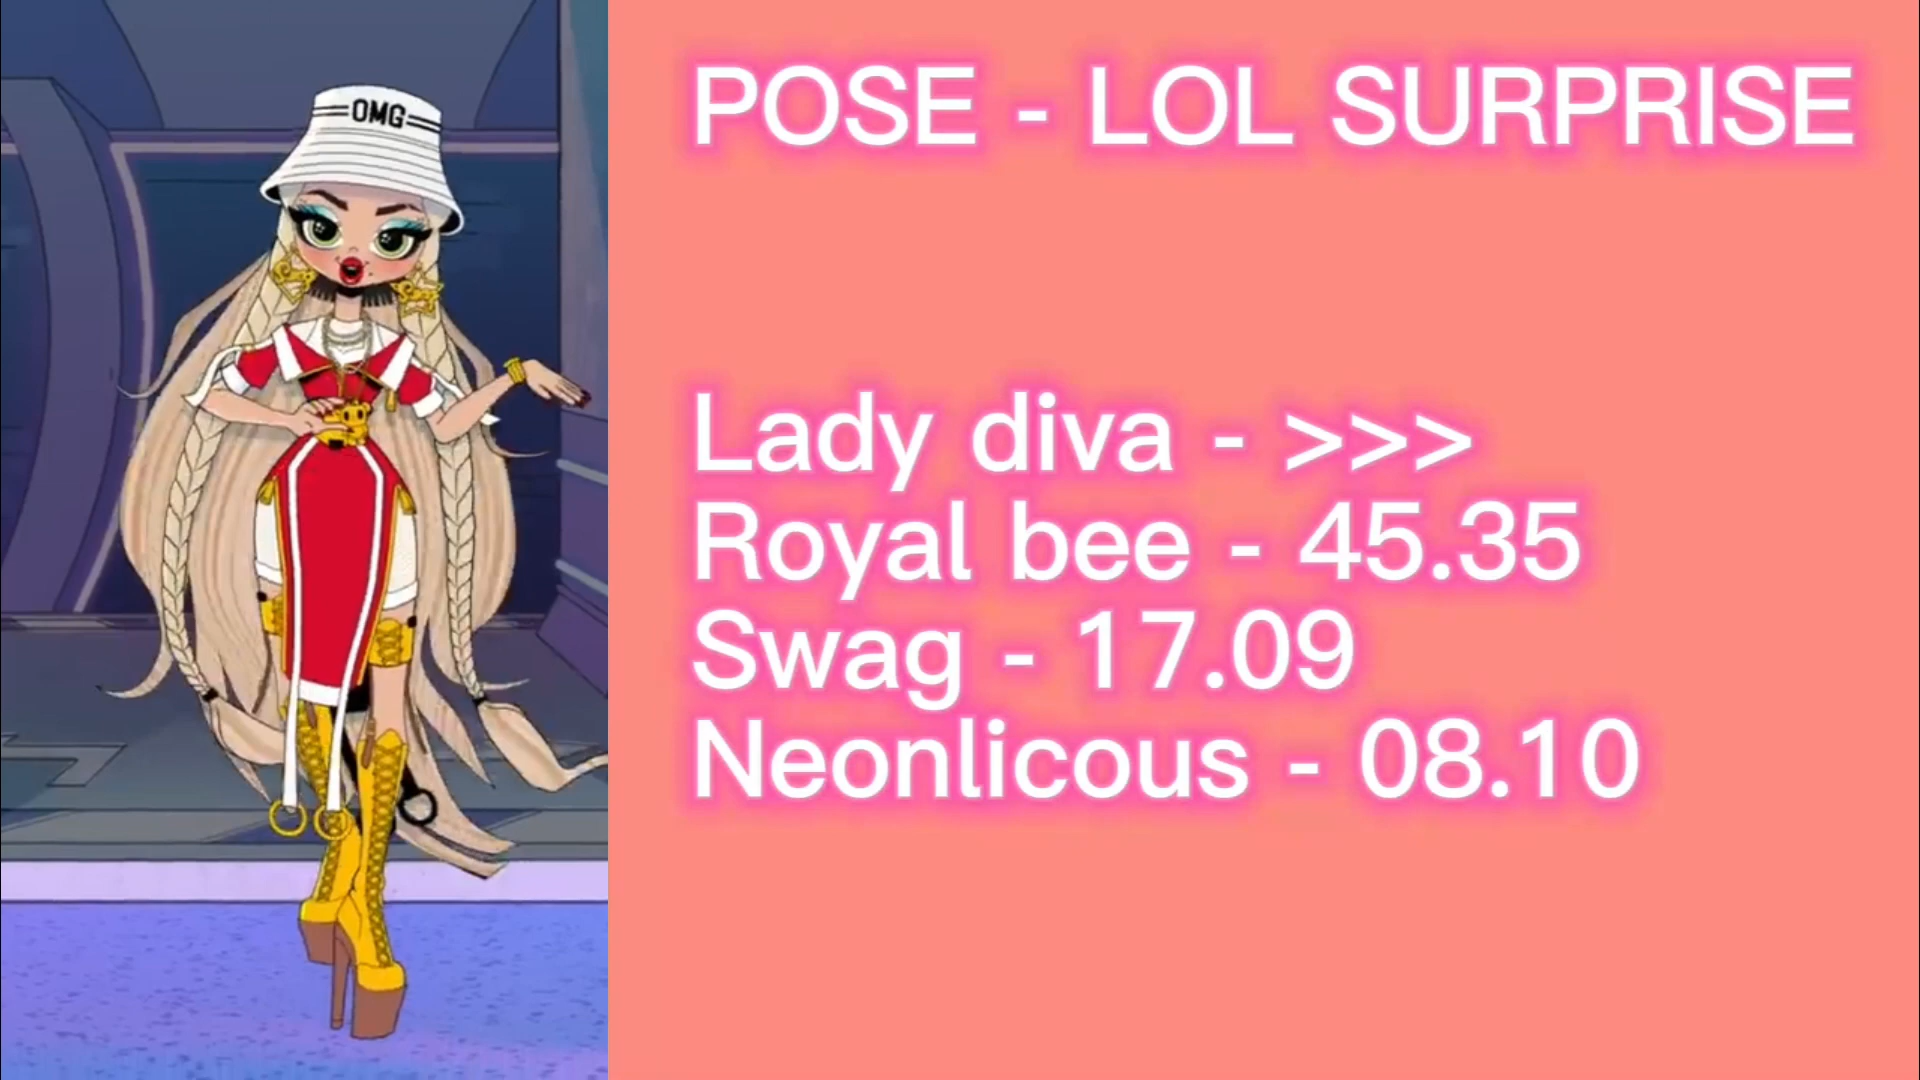 OMG
POSE - LOL SURPRISE
Lady diva - >>>
Royal bee - 45.35
Swag - 17.09
Neonlicous - 08.10